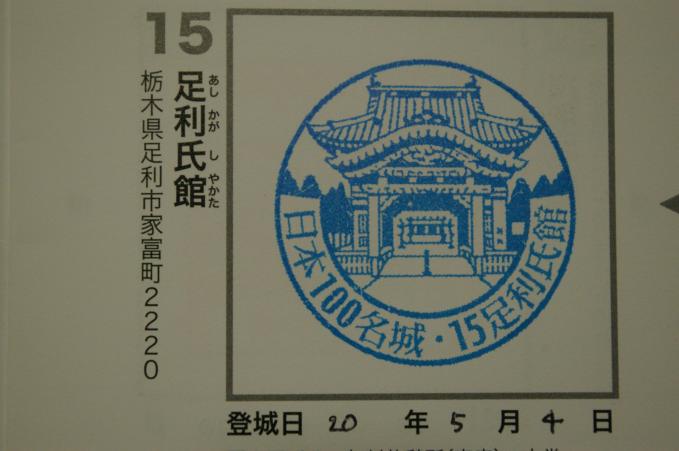 15
足利氏館
あし かが し やかた
栃木県足利市家富町2220
日本100名城・15足利氏館
登城日 20 年 5 月 4 日